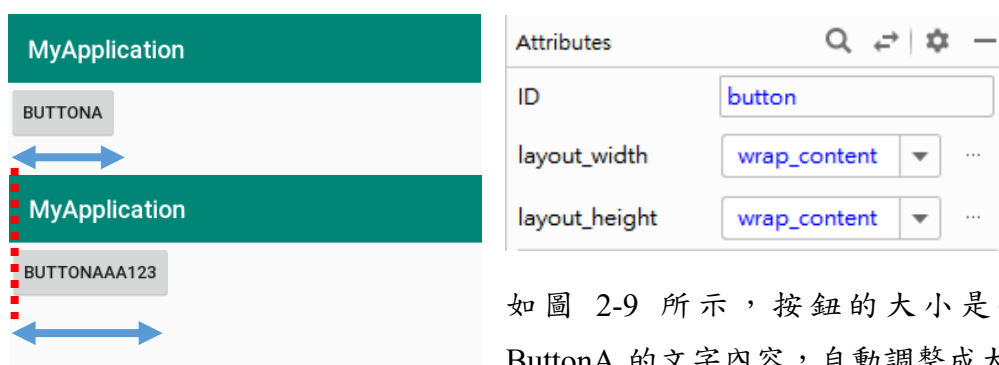 MyApplication
BUTTONA
MyApplication
BUTTONAAA123
Attributes
ID
button
layout_width
wrap_content
...
layout_height
wrap_content
...
如圖 2-9 所示，按鈕的大小是
ButtonA 的文字內容，自動調整成大